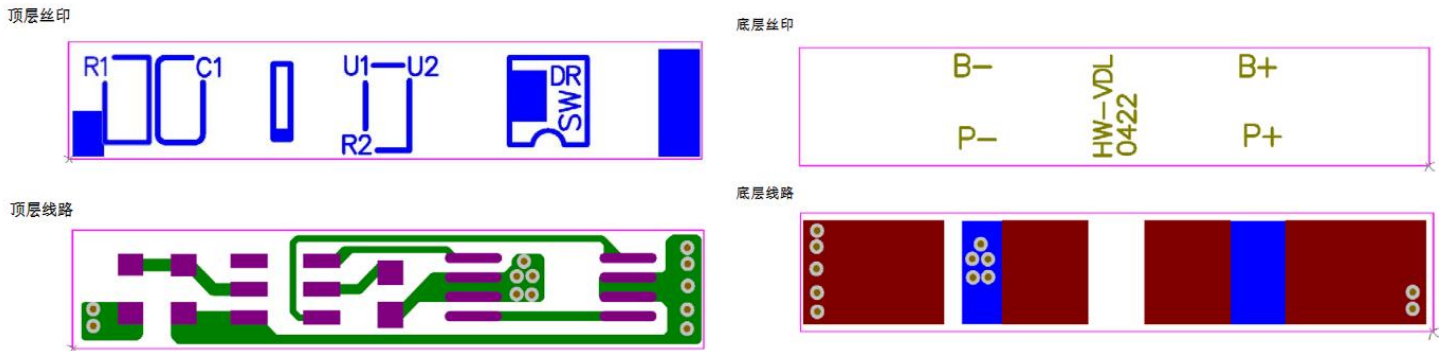 顶层丝印
R1
C1
U1
U2
R2
DR
SW
底层丝印
B-
B+
HW-VDL
0422
P-
P+
顶层线路
底层线路